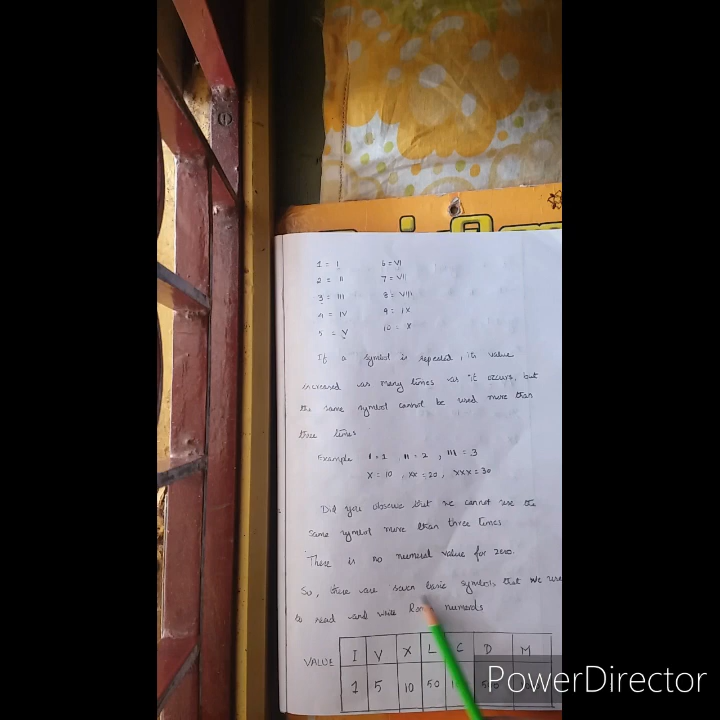 1 = I 6 = VI
2 = II 7 = VII
3 = III 8 = VIII
4 = IV 9 = IX
5 = V 10 = X
If a symbol is repeated, its value
increased as many times as it occurs, but
the same symbol cannot be used more than
three times
Example I = 1 , II = 2 , III = 3
X = 10 , XX = 20 , XXX = 30
Did you observe that we cannot use the
same symbol more than three times
There is no numeral value for zero.
So, there are seven basic symbols that we use
to read and write numerals
VALUE I V X L C D M
1 5 10 50
PowerDirector